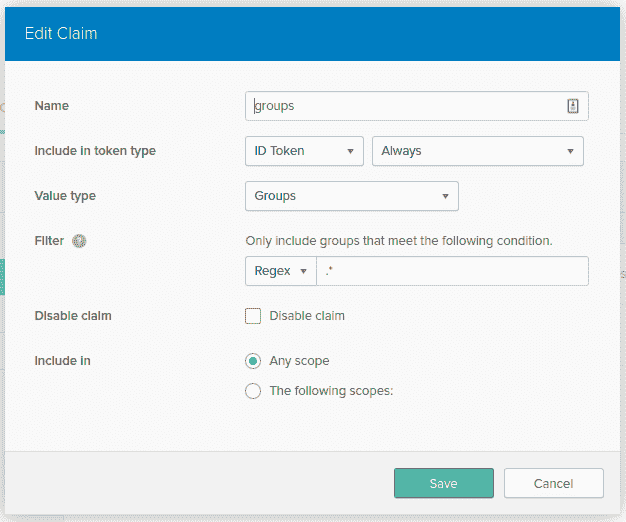 Edit Claim
Name
groups
Include in token type
ID Token
Always
Value type
Groups
Filter
Only include groups that meet the following condition.
Regex
.*
Disable claim
Disable claim
Include in
Any scope
The following scopes:
Save
Cancel